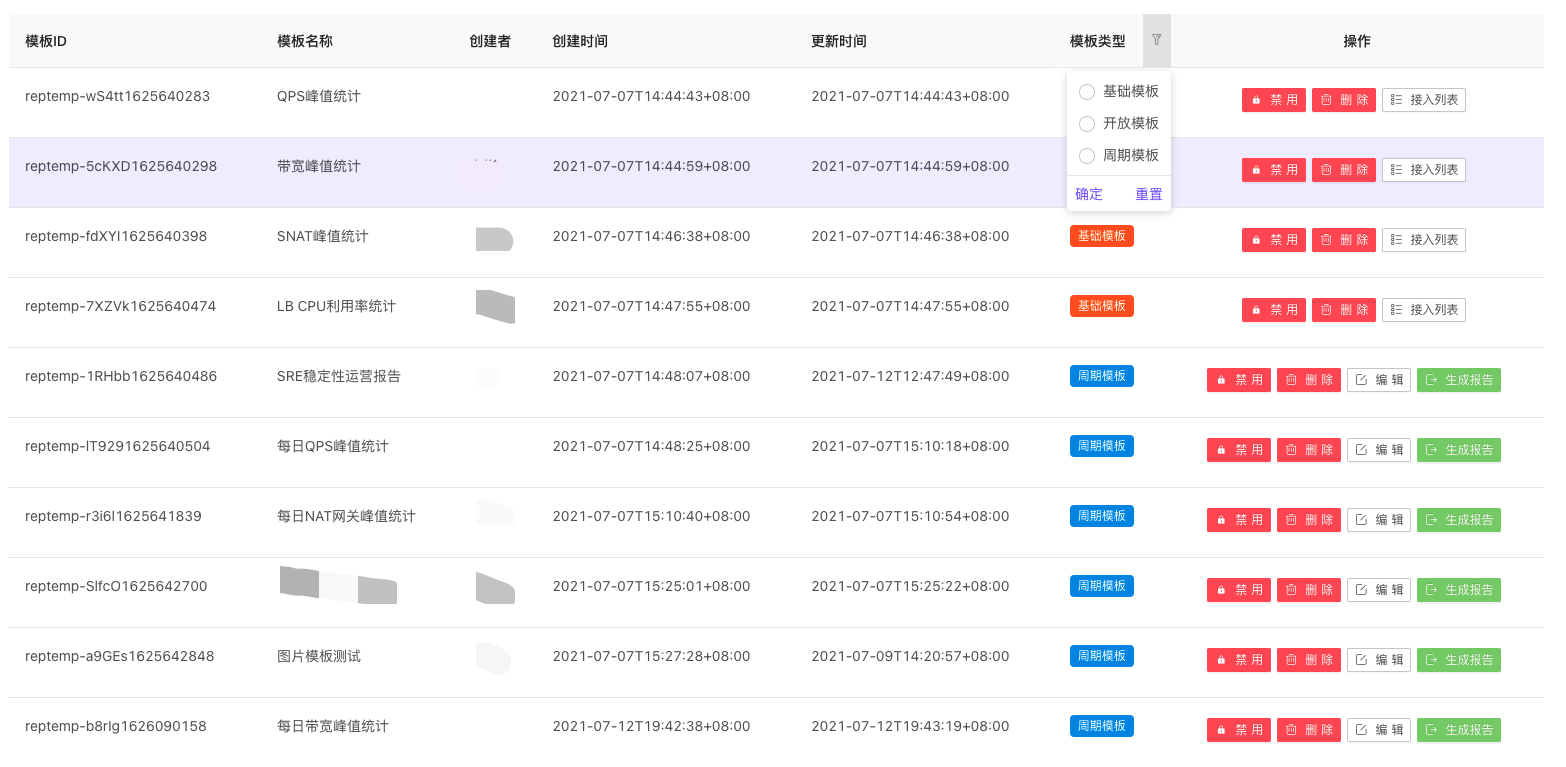 模板ID 模板名称 创建者 创建时间 更新时间 模板类型 操作
reptemp-wS4tt1625640283 QPS峰值统计 2021-07-07T14:44:43+08:00 2021-07-07T14:44:43+08:00 基础模板 禁 用 删 除 接入列表
开放模板
周期模板
reptemp-5cKXD1625640298 带宽峰值统计 2021-07-07T14:44:59+08:00 2021-07-07T14:44:59+08:00 禁 用 删 除 接入列表
确定 重置
reptemp-fdXYI1625640398 SNAT峰值统计 2021-07-07T14:46:38+08:00 2021-07-07T14:46:38+08:00 基础模板 禁 用 删 除 接入列表
reptemp-7XZVk1625640474 LB CPU利用率统计 2021-07-07T14:47:55+08:00 2021-07-07T14:47:55+08:00 基础模板 禁 用 删 除 接入列表
reptemp-1RHbb1625640486 SRE稳定性运营报告 2021-07-07T14:48:07+08:00 2021-07-12T12:47:49+08:00 周期模板 禁 用 删 除 编 辑 生成报告
reptemp-lT9291625640504 每日QPS峰值统计 2021-07-07T14:48:25+08:00 2021-07-07T15:10:18+08:00 周期模板 禁 用 删 除 编 辑 生成报告
reptemp-r3i6I1625641839 每日NAT网关峰值统计 2021-07-07T15:10:40+08:00 2021-07-07T15:10:54+08:00 周期模板 禁 用 删 除 编 辑 生成报告
reptemp-SlfcO1625642700 2021-07-07T15:25:01+08:00 2021-07-07T15:25:22+08:00 周期模板 禁 用 删 除 编 辑 生成报告
reptemp-a9GEs1625642848 图片模板测试 2021-07-07T15:27:28+08:00 2021-07-09T14:20:57+08:00 周期模板 禁 用 删 除 编 辑 生成报告
reptemp-b8rIg1626090158 每日带宽峰值统计 2021-07-12T19:42:38+08:00 2021-07-12T19:43:19+08:00 周期模板 禁 用 删 除 编 辑 生成报告